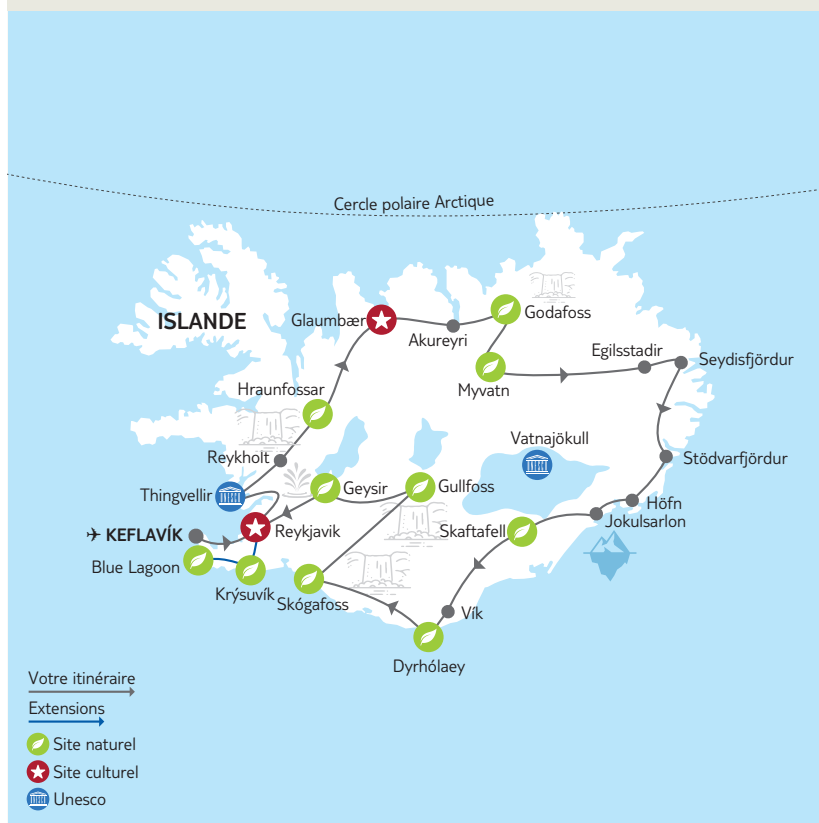 Cercle polaire Arctique
ISLANDE
Glaumbær
Akureyri
Godafoss
Egilsstadir
Seydisfjördur
Myvatn
Hraunfossar
Vatnajökull
Reykholt
Stödvarfjördur
Thingvellir
Geysir
Gullfoss
Höfn
Jokulsarlon
KEFLAVÍK
Reykjavik
Skaftafell
Blue Lagoon
Krýsuvík
Skógafoss
Vík
Dyrhólaey
Votre itinéraire
Extensions
Site naturel
Site culturel
Unesco